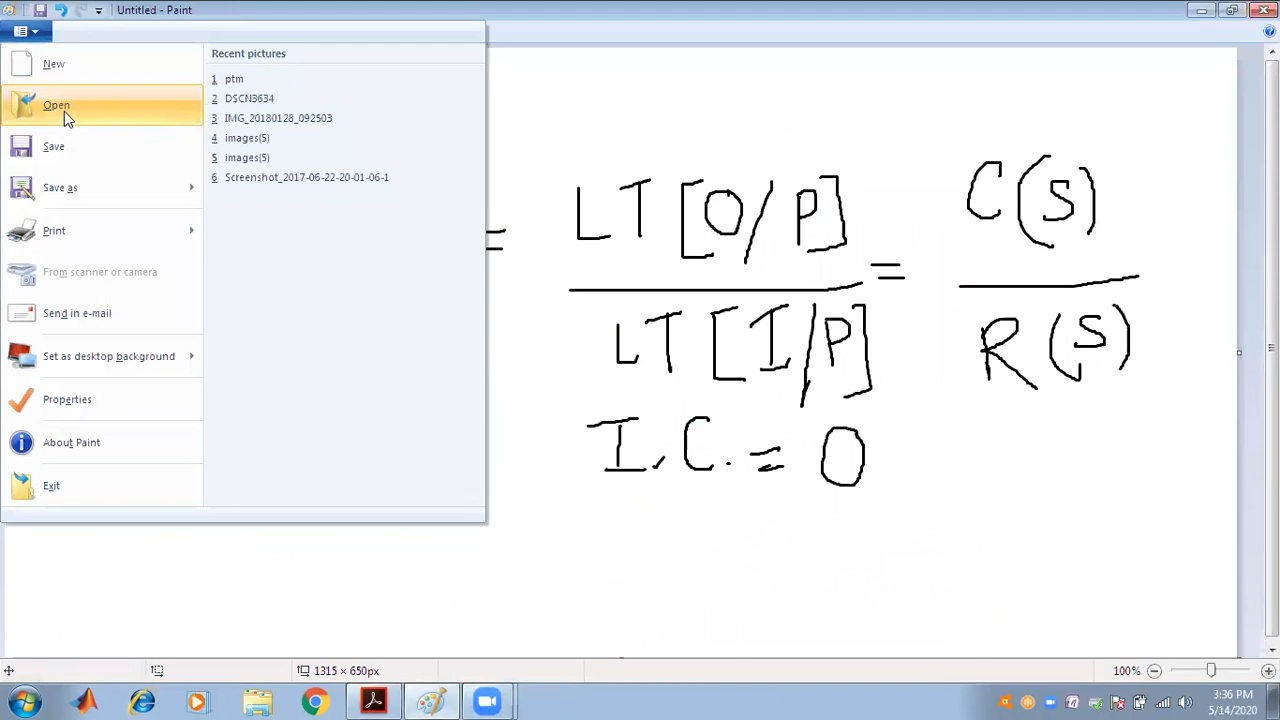 Untitled - Paint
New
Open
Save
Save as
Print
From scanner or camera
Send in e-mail
Set as desktop background
Properties
About Paint
Exit
Recent pictures
1 ptm
2 DSCN3634
3 IMG_20180128_092503
4 images(5)
5 images(5)
6 Screenshot_2017-06-22-20-01-06-1
= LT [O/P] = C(S)
LT [I/P] R(S)
I.C. = 0
1315 × 650px
100%
3:36 PM
5/14/2020